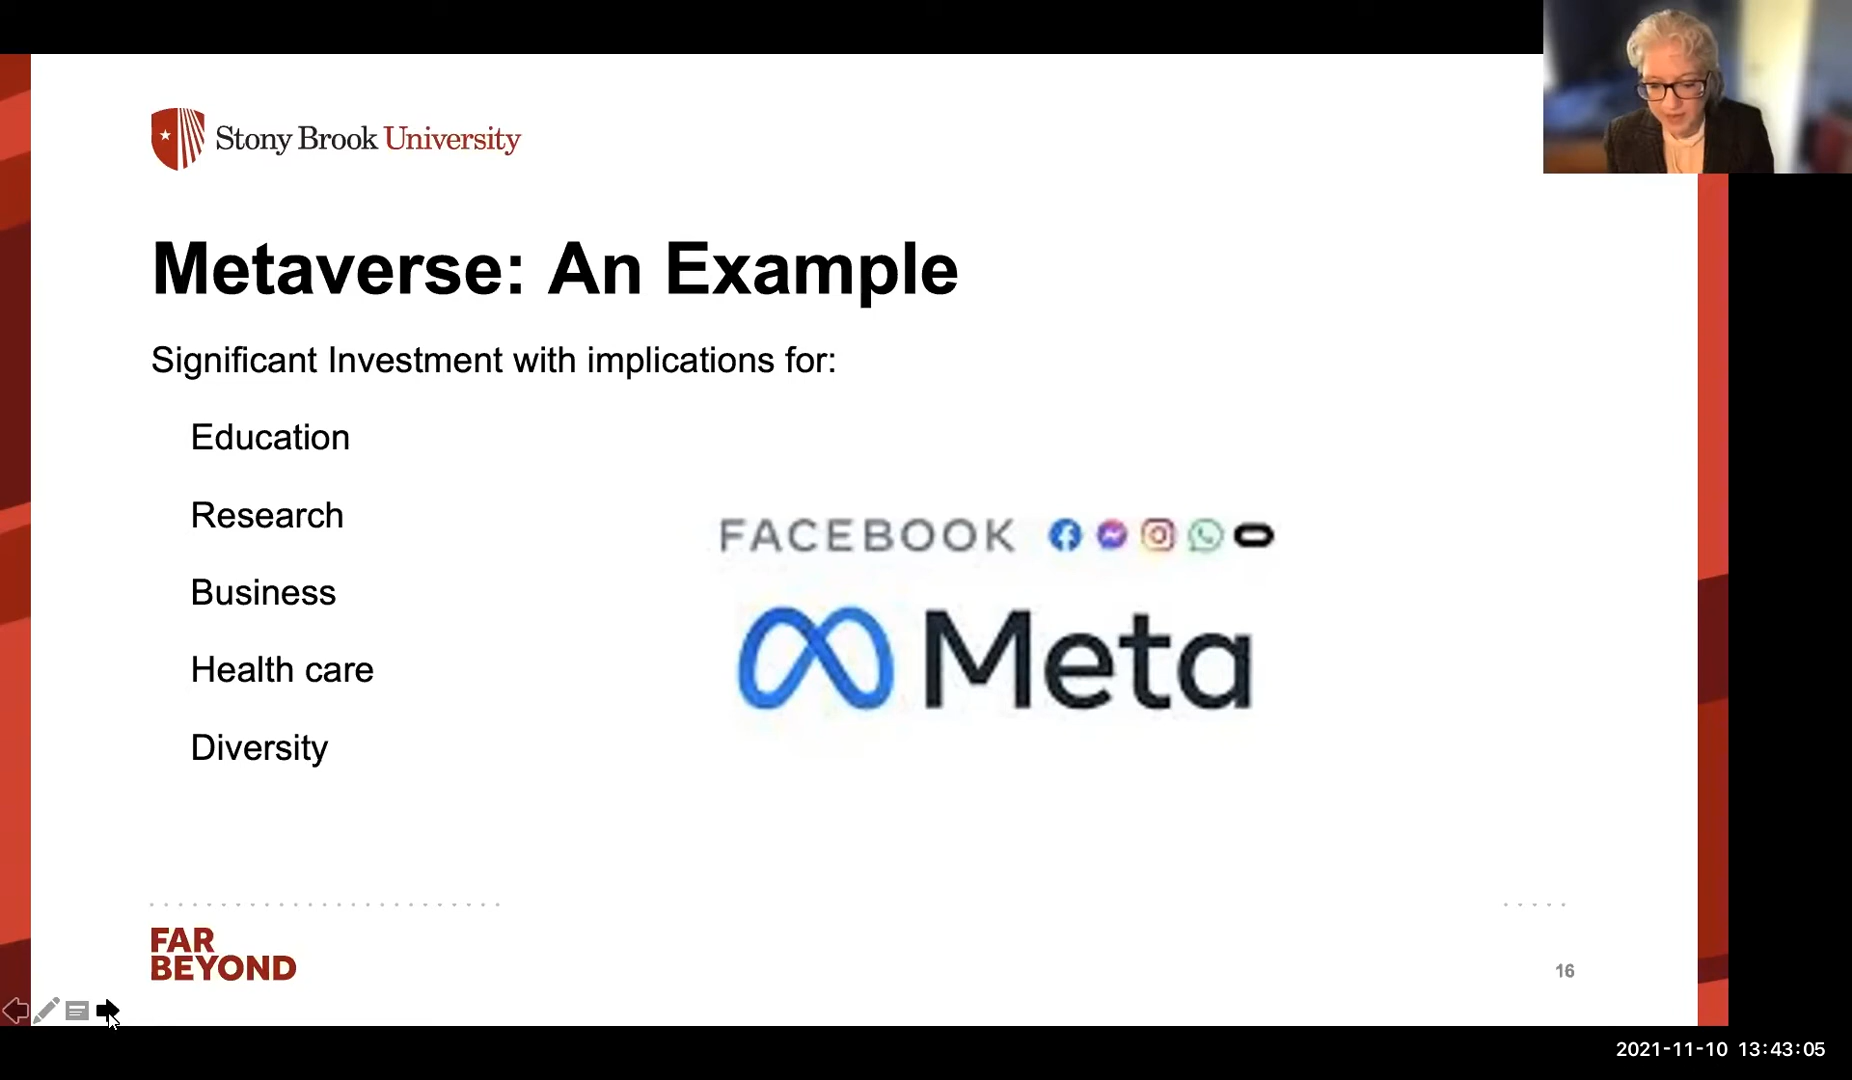 Stony Brook University
Metaverse: An Example
Significant Investment with implications for:
Education
Research
Business
Health care
Diversity
FACEBOOK
Meta
FAR
BEYOND
16
2021-11-10 13:43:05